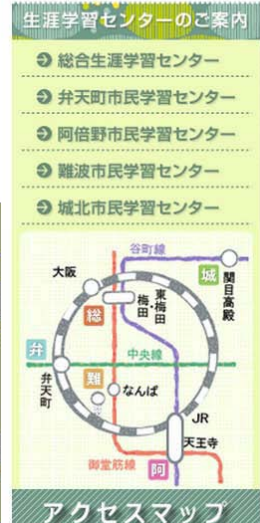 生涯学習センターのご案内
総合生涯学習センター
弁天町市民学習センター
阿倍野市民学習センター
難波市民学習センター
城北市民学習センター
谷町線
大阪
城
関目高殿
東梅田
梅田
総
弁
中央線
難
なんば
弁天町
JR
天王寺
御堂筋線
阿
アクセスマップ